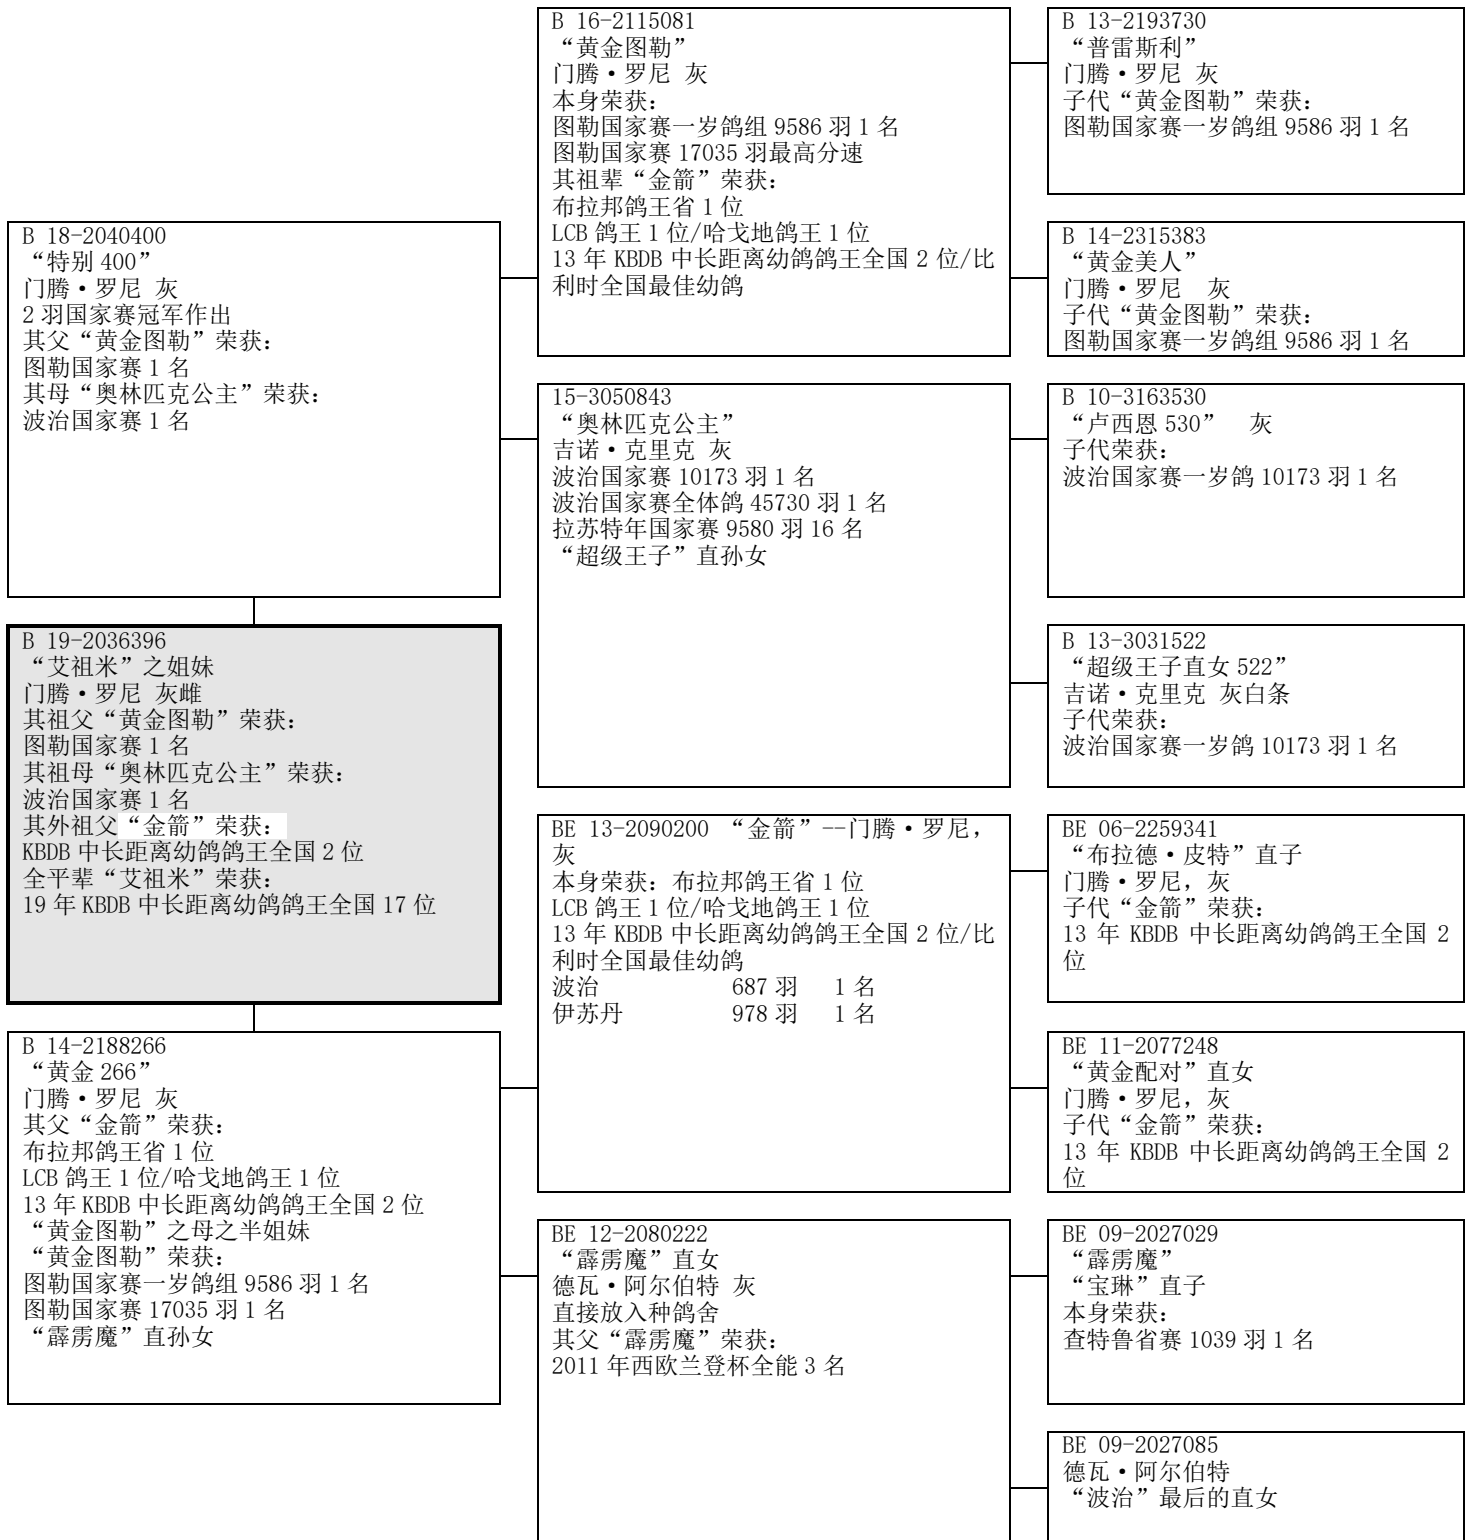 B 18-2040400
“特别 400”
门腾·罗尼 灰
2 羽国家赛冠军作出
其父“黄金图勒”荣获：
图勒国家赛 1 名
其母“奥林匹克公主”荣获：
波治国家赛 1 名
B 19-2036396
“艾祖米”之姐妹
门腾·罗尼 灰雌
其祖父“黄金图勒”荣获：
图勒国家赛 1 名
其祖母“奥林匹克公主”荣获：
波治国家赛 1 名
其外祖父“金箭”荣获：
KBDB 中长距离幼鸽鸽王全国 2 位
全平辈“艾祖米”荣获：
19 年 KBDB 中长距离幼鸽鸽王全国 17 位
B 14-2188266
“黄金 266”
门腾·罗尼 灰
其父“金箭”荣获：
布拉邦鸽王省 1 位
LCB 鸽王 1 位/哈戈地鸽王 1 位
13 年 KBDB 中长距离幼鸽鸽王全国 2 位
“黄金图勒”之母之半姐妹
“黄金图勒”荣获：
图勒国家赛一岁鸽组 9586 羽 1 名
图勒国家赛 17035 羽 1 名
“霹雳魔”直孙女
B 16-2115081
“黄金图勒”
门腾·罗尼 灰
本身荣获：
图勒国家赛一岁鸽组 9586 羽 1 名
图勒国家赛 17035 羽最高分速
其祖辈“金箭”荣获：
布拉邦鸽王省 1 位
LCB 鸽王 1 位/哈戈地鸽王 1 位
13 年 KBDB 中长距离幼鸽鸽王全国 2 位/比
利时全国最佳幼鸽
15-3050843
“奥林匹克公主”
吉诺·克里克 灰
波治国家赛 10173 羽 1 名
波治国家赛全体鸽 45730 羽 1 名
拉苏特年国家赛 9580 羽 16 名
“超级王子”直孙女
BE 13-2090200 “金箭”--门腾·罗尼，
灰
本身荣获：布拉邦鸽王省 1 位
LCB 鸽王 1 位/哈戈地鸽王 1 位
13 年 KBDB 中长距离幼鸽鸽王全国 2 位/比
利时全国最佳幼鸽
波治 687 羽 1 名
伊苏丹 978 羽 1 名
BE 12-2080222
“霹雳魔”直女
德瓦·阿尔伯特 灰
直接放入种鸽舍
其父“霹雳魔”荣获：
2011 年西欧兰登杯全能 3 名
B 13-2193730
“普雷斯利”
门腾·罗尼 灰
子代“黄金图勒”荣获：
图勒国家赛一岁鸽组 9586 羽 1 名
B 14-2315383
“黄金美人”
门腾·罗尼 灰
子代“黄金图勒”荣获：
图勒国家赛一岁鸽组 9586 羽 1 名
B 10-3163530
“卢西恩 530” 灰
子代荣获：
波治国家赛一岁鸽 10173 羽 1 名
B 13-3031522
“超级王子直女 522”
吉诺·克里克 灰白条
子代荣获：
波治国家赛一岁鸽 10173 羽 1 名
BE 06-2259341
“布拉德·皮特”直子
门腾·罗尼，灰
子代“金箭”荣获：
13 年 KBDB 中长距离幼鸽鸽王全国 2
位
BE 11-2077248
“黄金配对”直女
门腾·罗尼，灰
子代“金箭”荣获：
13 年 KBDB 中长距离幼鸽鸽王全国 2
位
BE 09-2027029
“霹雳魔”
“宝琳”直子
本身荣获：
查特鲁省赛 1039 羽 1 名
BE 09-2027085
德瓦·阿尔伯特
“波治”最后的直女